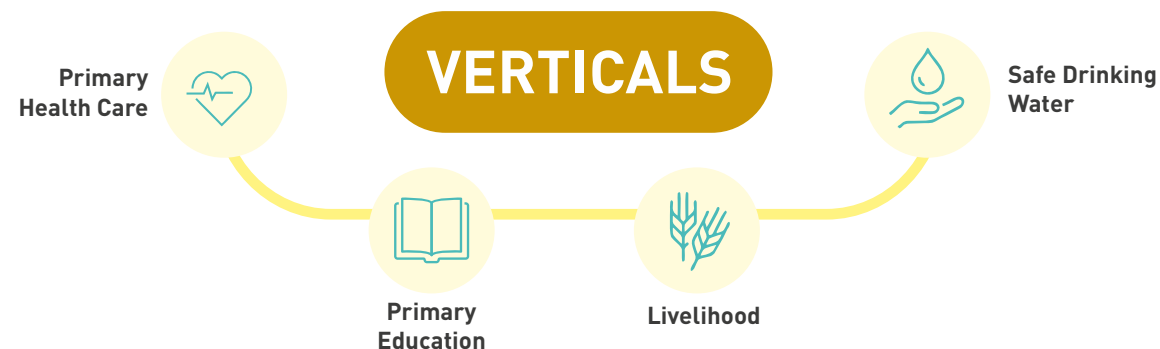 VERTICALS
Primary
Health Care
Primary
Education
Livelihood
Safe Drinking
Water